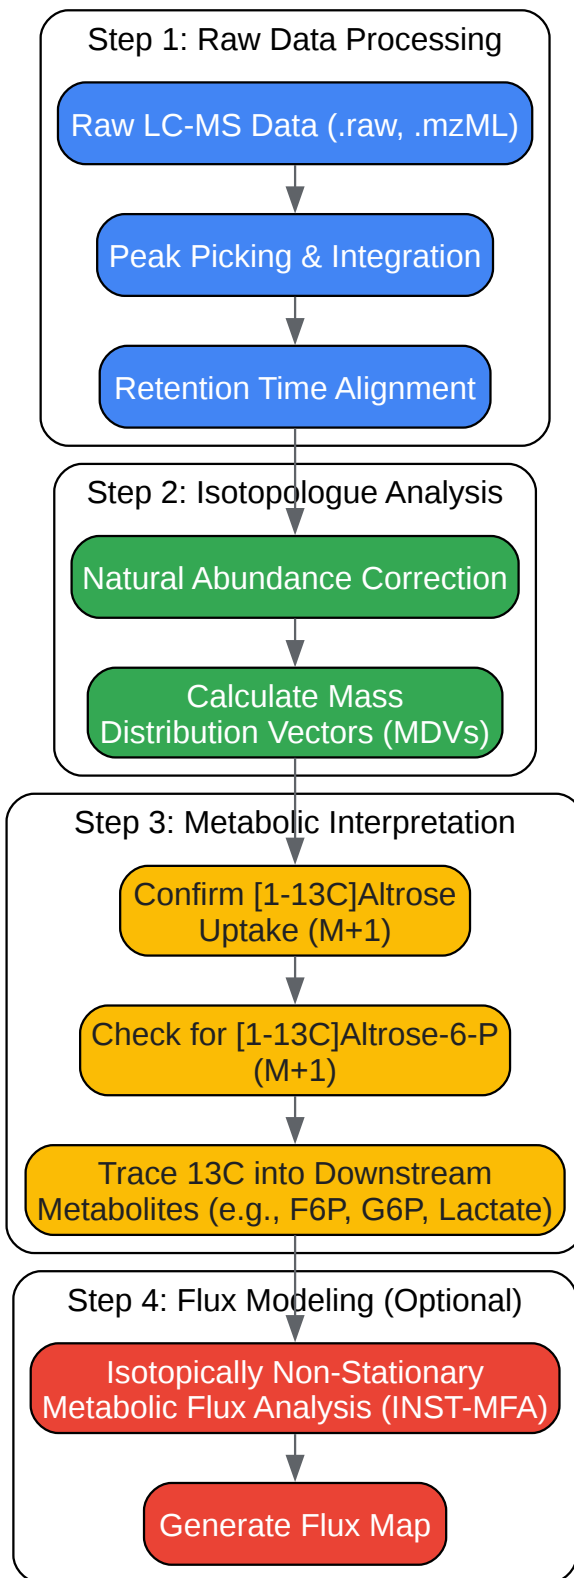 Step 1: Raw Data Processing
Raw LC-MS Data (.raw, .mzML)
Peak Picking & Integration
Retention Time Alignment
Step 2: Isotopologue Analysis
Natural Abundance Correction
Calculate Mass
Distribution Vectors (MDVs)
Step 3: Metabolic Interpretation
Confirm [1-13C]Altrose
Uptake (M+1)
Check for [1-13C]Altrose-6-P
(M+1)
Trace 13C into Downstream
Metabolites (e.g., F6P, G6P, Lactate)
Step 4: Flux Modeling (Optional)
Isotopically Non-Stationary
Metabolic Flux Analysis (INST-MFA)
Generate Flux Map